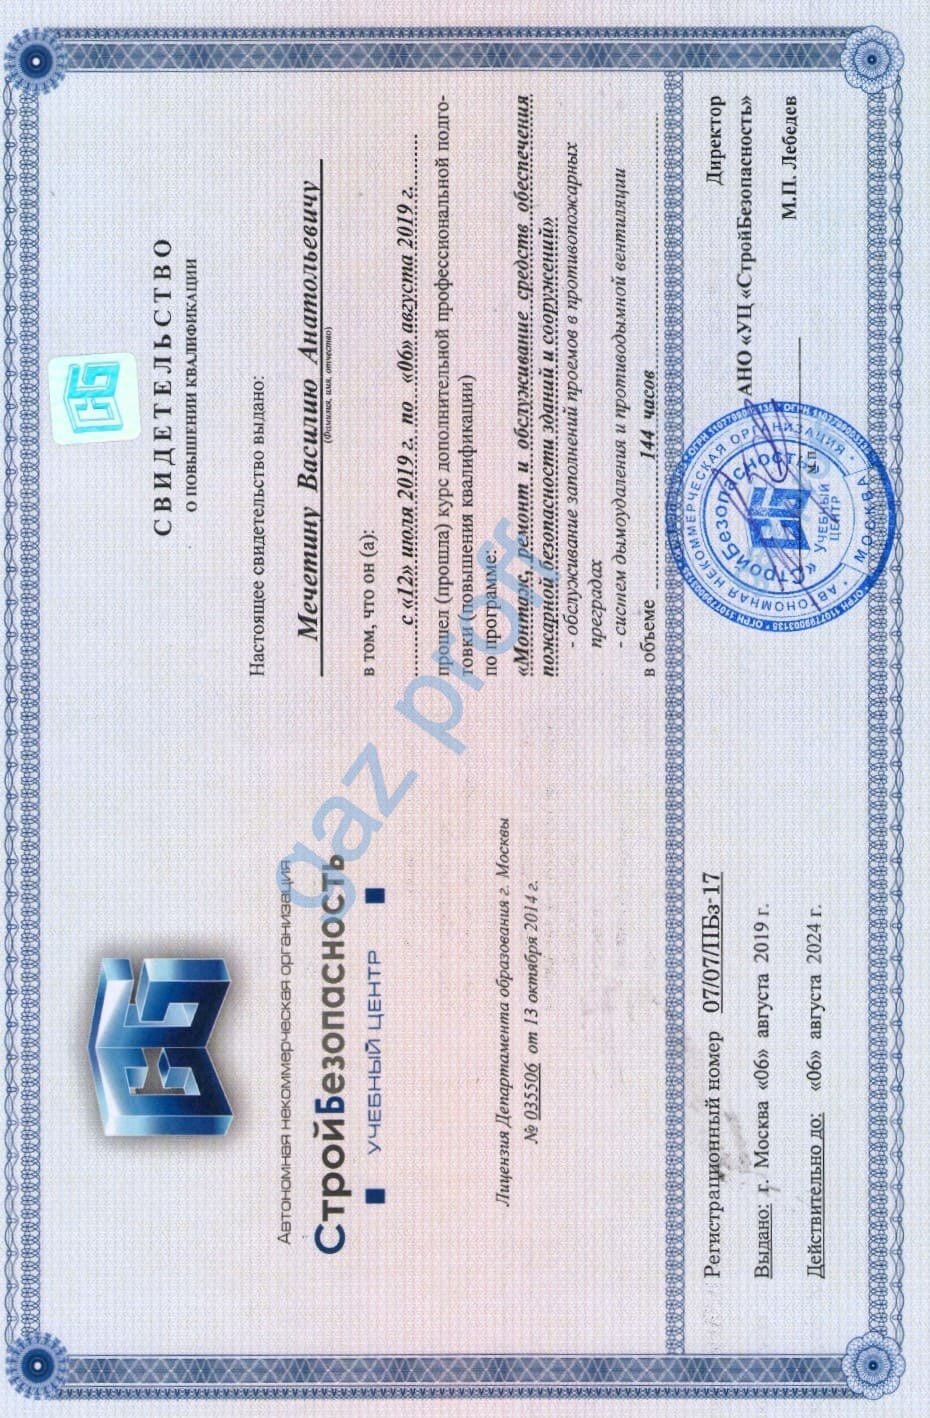 СБ
Автономная некоммерческая организация
СтройБезопасность
УЧЕБНЫЙ ЦЕНТР
Лицензия Департамента образования г. Москвы
№ 035506 от 13 октября 2014 г.
СБ
СВИДЕТЕЛЬСТВО
О ПОВЫШЕНИИ КВАЛИФИКАЦИИ
Настоящее свидетельство выдано:
Мечетину Василию Анатольевичу
(Фамилия, имя, отчество)
в том, что он (а):
с «12» июля 2019 г. по «06» августа 2019 г.
прошел (прошла) курс дополнительной профессиональной подго-
товки (повышения квалификации)
по программе:
«Монтаж, ремонт и обслуживание средств обеспечения
пожарной безопасности зданий и сооружений»
- обслуживание заполнений проемов в противопожарных
преградах
- систем дымоудаления и противодымной вентиляции
в объеме 144 часов
Регистрационный номер 07/07/ПБз-17
Выдано: г. Москва «06» августа 2019 г.
Действительно до: «06» августа 2024 г.
Директор
АНО «УЦ «СтройБезопасность»
М.П. Лебедев
АВТОНОМНАЯ НЕКОММЕРЧЕСКАЯ ОРГАНИЗАЦИЯ
«СтройБезопасность»
СБ
Учебный
ЦЕНТР
МОСКВА
gaz proff